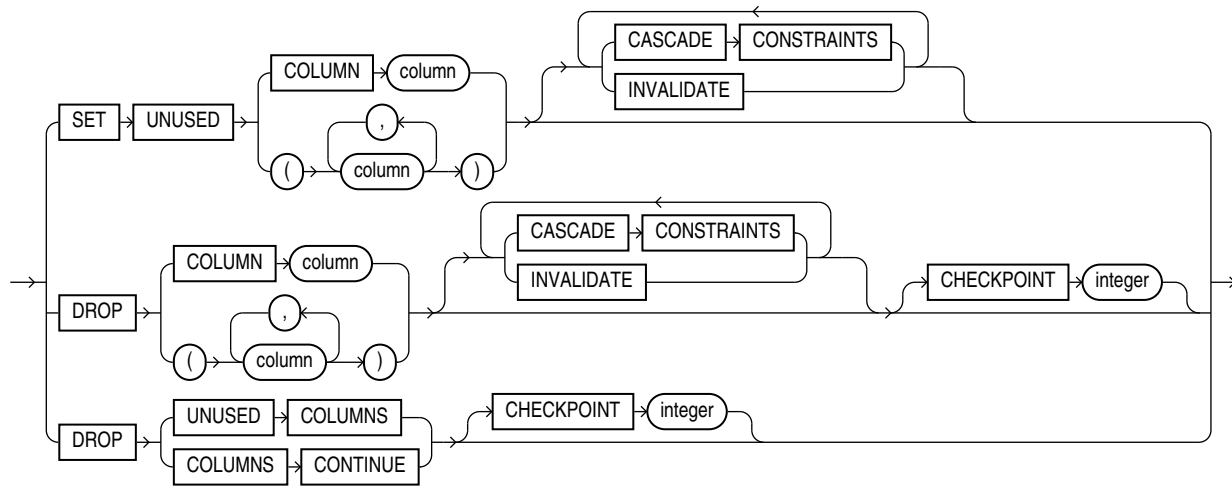 CASCADE CONSTRAINTS
COLUMN column
INVALIDATE
SET UNUSED
,
( column )
CASCADE CONSTRAINTS
COLUMN column
INVALIDATE
CHECKPOINT integer
DROP
,
( column )
UNUSED COLUMNS
CHECKPOINT integer
DROP
COLUMNS CONTINUE